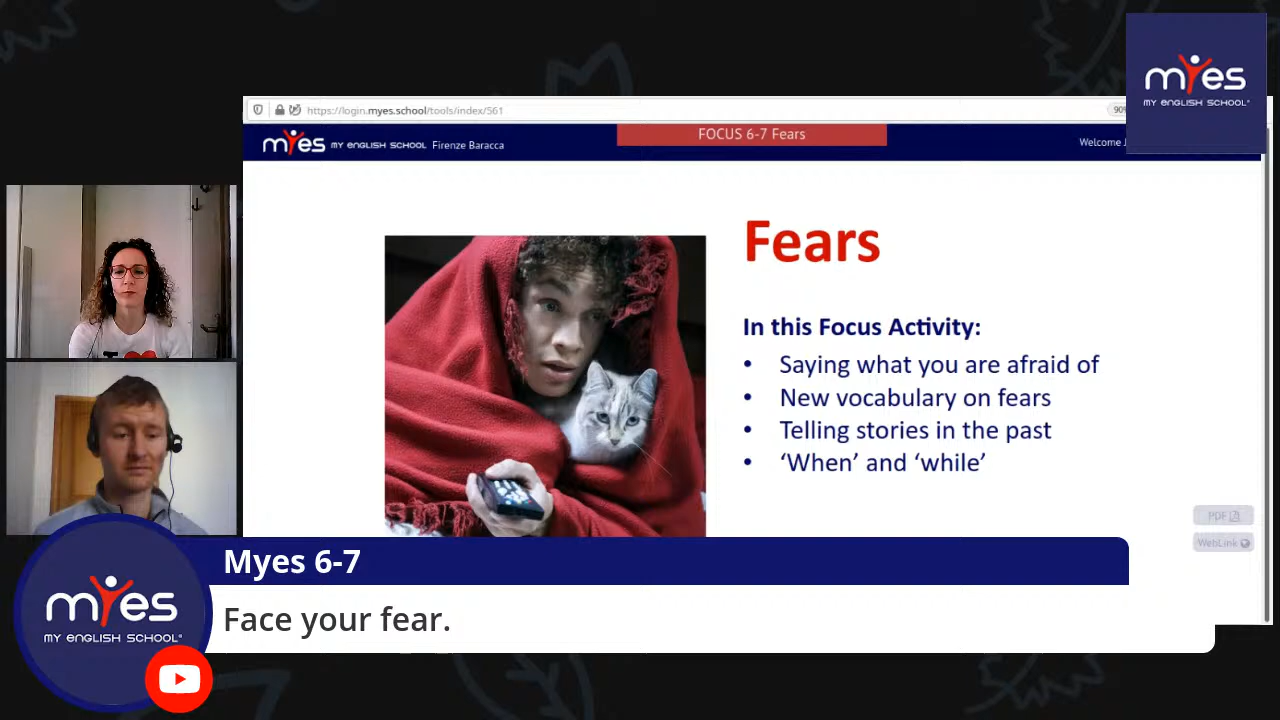 myes
MY ENGLISH SCHOOL®
https://login.myes.school/tools/index/561
90%
myes MY ENGLISH SCHOOL Firenze Baracca
FOCUS 6-7 Fears
Welcome J
Fears
In this Focus Activity:
• Saying what you are afraid of
• New vocabulary on fears
• Telling stories in the past
• ‘When’ and ‘while’
PDF
WebLink
I
Myes 6-7
Face your fear.
myes
MY ENGLISH SCHOOL®